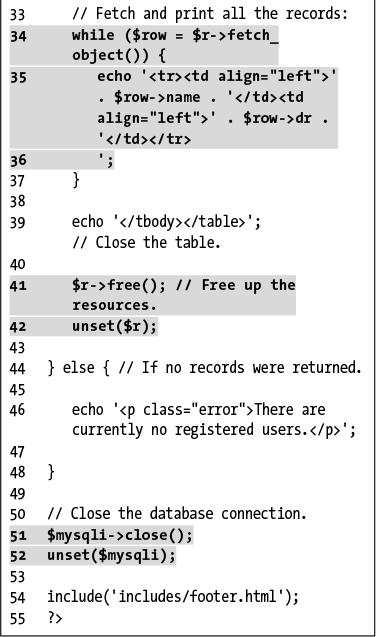 33 // Fetch and print all the records:
34 while ($row = $r->fetch_
object()) {
35 echo '<tr><td align="left">'
. $row->name . '</td><td
align="left">' . $row->dr .
'</td></tr>
36 ';
37 }
38
39 echo '</tbody></table>';
// Close the table.
40
41 $r->free(); // Free up the
resources.
42 unset($r);
43
44 } else { // If no records were returned.
45
46 echo '<p class="error">There are
currently no registered users.</p>';
47
48 }
49
50 // Close the database connection.
51 $mysqli->close();
52 unset($mysqli);
53
54 include('includes/footer.html');
55 ?>